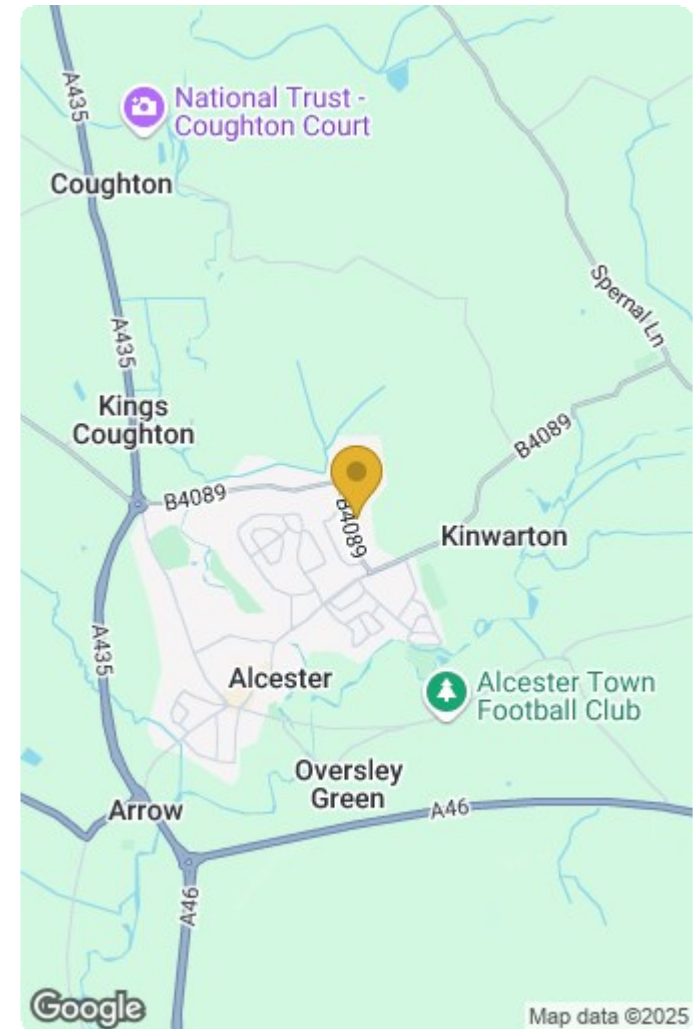 A435
National Trust -
Coughton Court
Coughton
Spernal Ln
A435
Kings
Coughton
B4089
B4089
B4089
Kinwarton
A435
Alcester
Alcester Town
Football Club
Oversley
Green
Arrow
A46
A46
Google
Map data ©2025